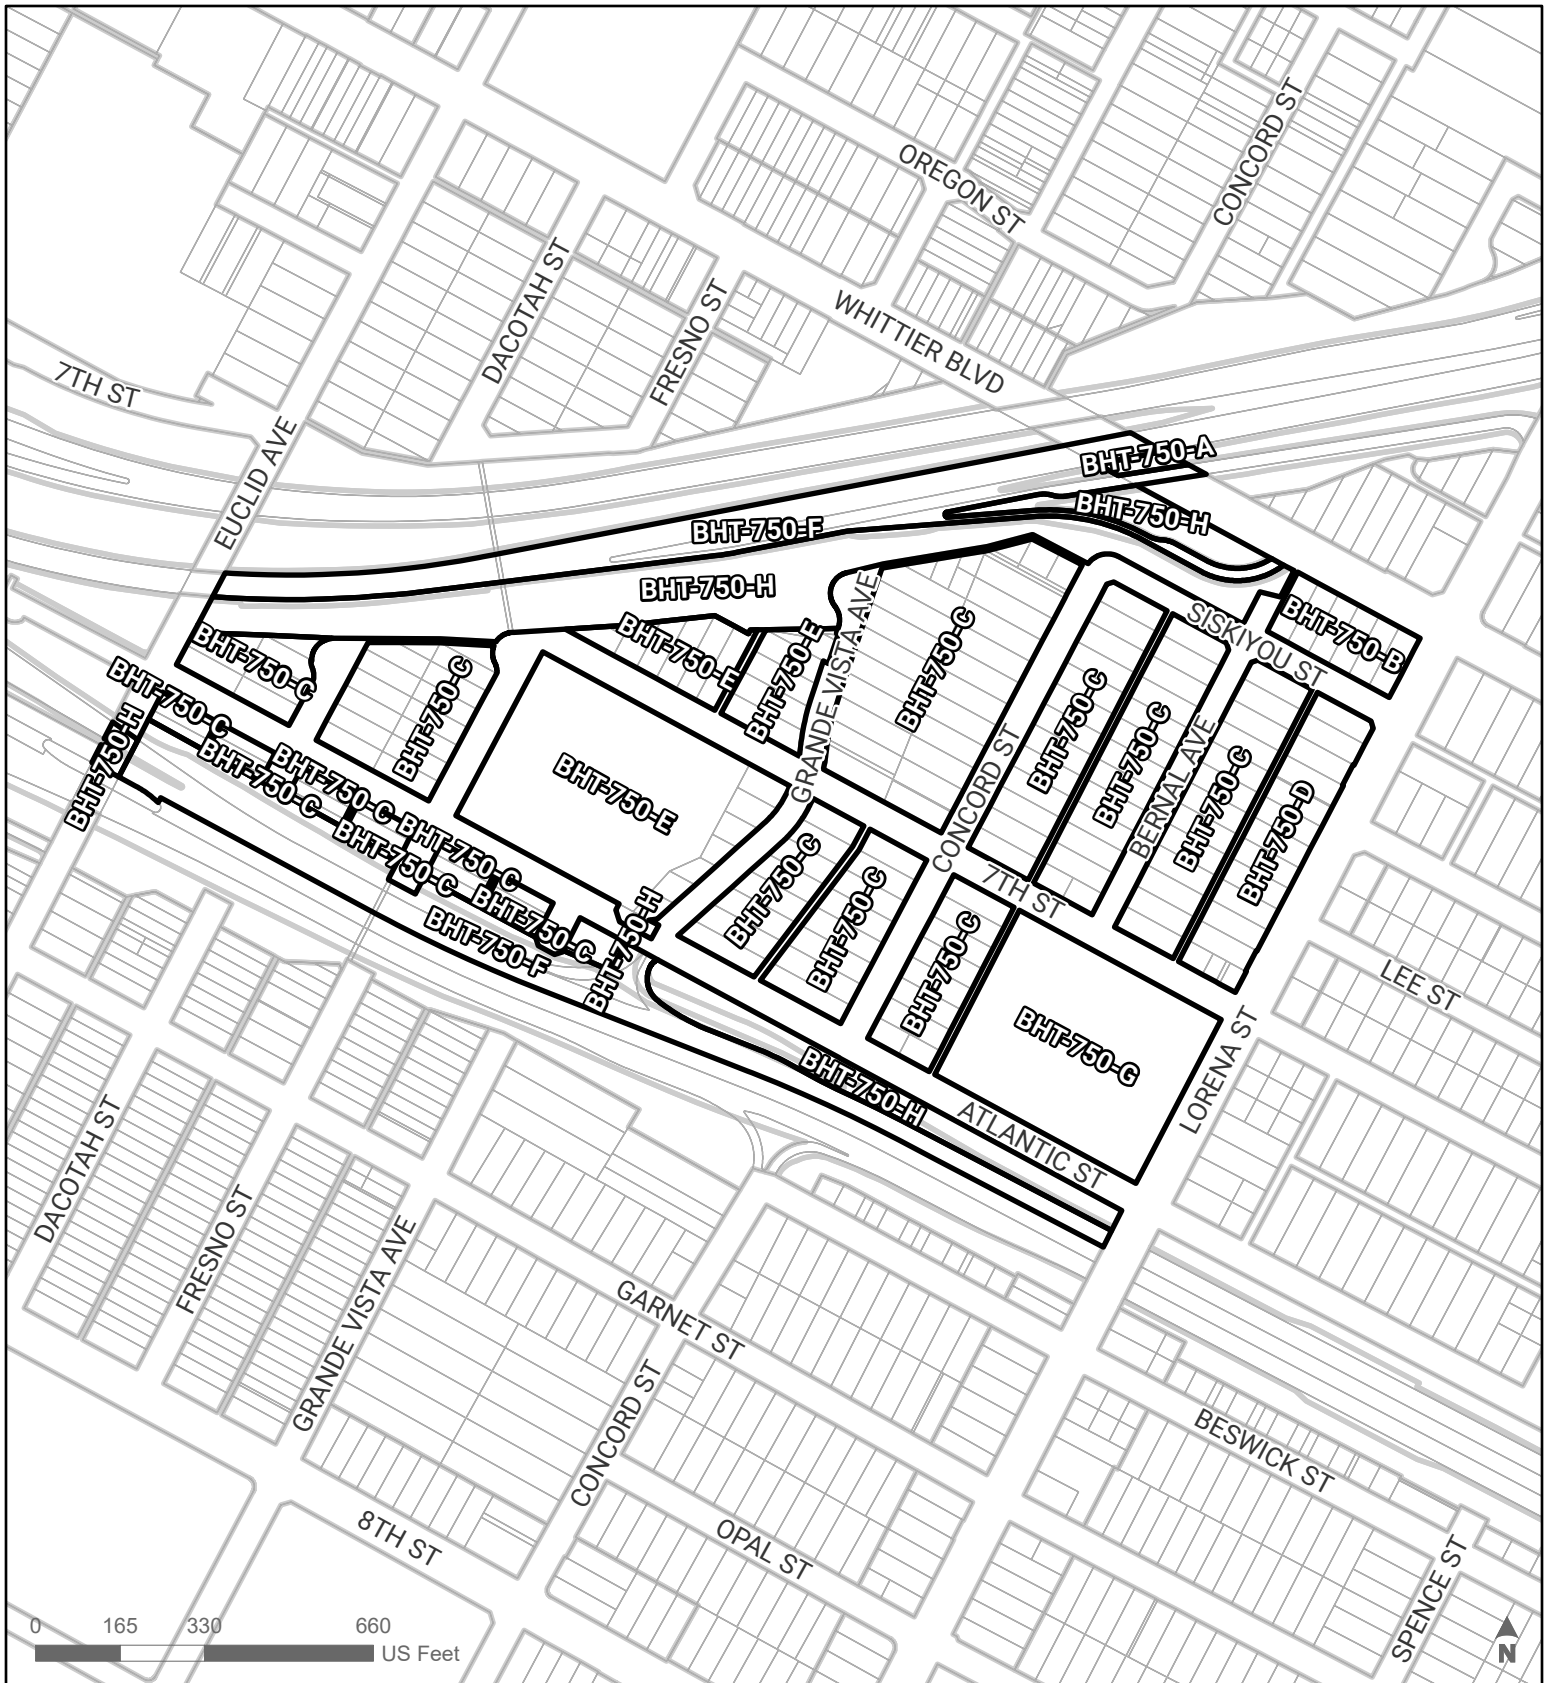 CONCORD ST
OREGON ST
DACOTAH ST
FRESNO ST
WHITTIER BLVD
7TH ST
EUCLID AVE
BHT-750-A
BHT-750-H
BHT-750-F
BHT-750-H
GRANDE VISTA AVE
BHT-750-C
SISKIYOU ST
BHT-750-B
BHT-750-C
BHT-750-C
BHT-750-E
BHT-750-E
BHT-750-C
BHT-750-C
BHT-750-C
BHT-750-D
BERNAL AVE
CONCORD ST
BHT-750-C
BHT-750-H
BHT-750-C
BHT-750-C
BHT-750-C
BHT-750-C
BHT-750-C
BHT-750-C
BHT-750-E
BHT-750-C
BHT-750-C
7TH ST
BHT-750-C
BHT-750-F
BHT-750-H
BHT-750-G
LEE ST
LORENA ST
BHT-750-H
ATLANTIC ST
DACOTAH ST
FRESNO ST
GRANDE VISTA AVE
GARNET ST
CONCORD ST
BESWICK ST
8TH ST
OPAL ST
SPENCE ST
0 165 330 660
US Feet
N